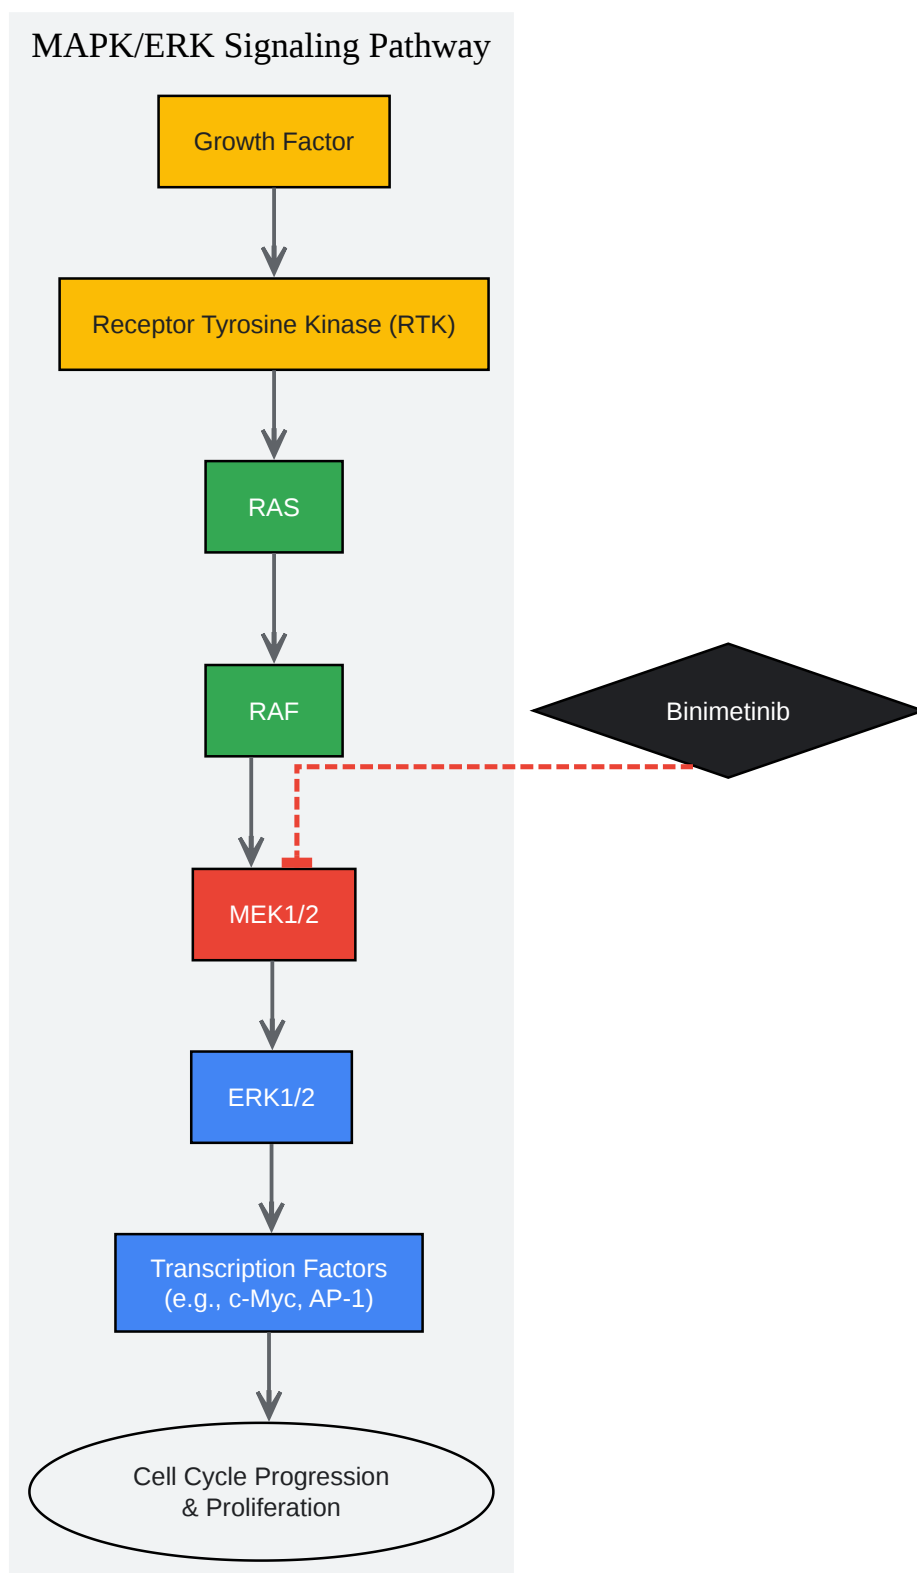 MAPK/ERK Signaling Pathway
Growth Factor
Receptor Tyrosine Kinase (RTK)
RAS
RAF
Binimetinib
MEK1/2
ERK1/2
Transcription Factors
(e.g., c-Myc, AP-1)
Cell Cycle Progression
& Proliferation